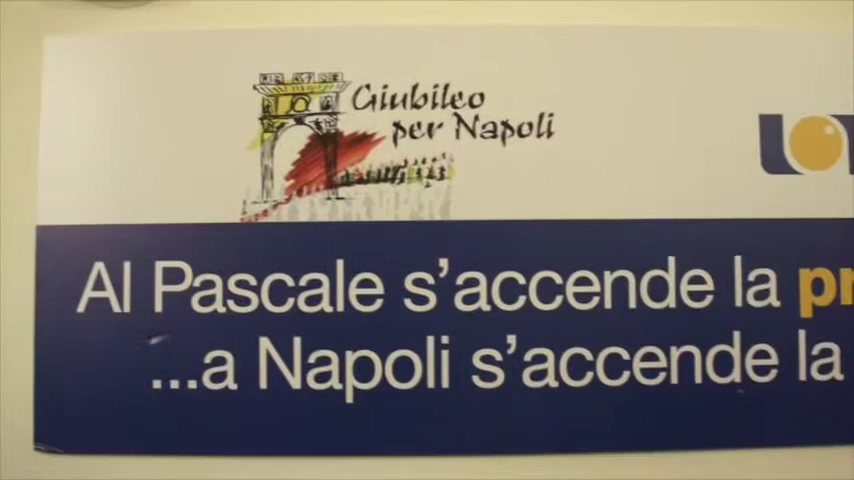 Giubileo
per Napoli
Al Pascale s'accende la
...a Napoli s'accende la